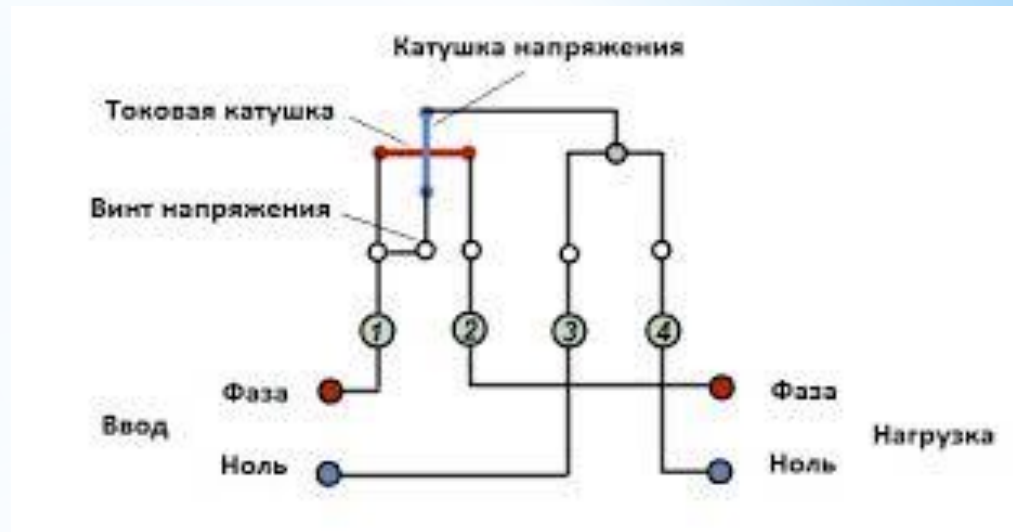 Катушка напряжения
Токовая катушка
Винт напряжения
1 2 3 4
Фаза Фаза
Ввод Нагрузка
Ноль Ноль